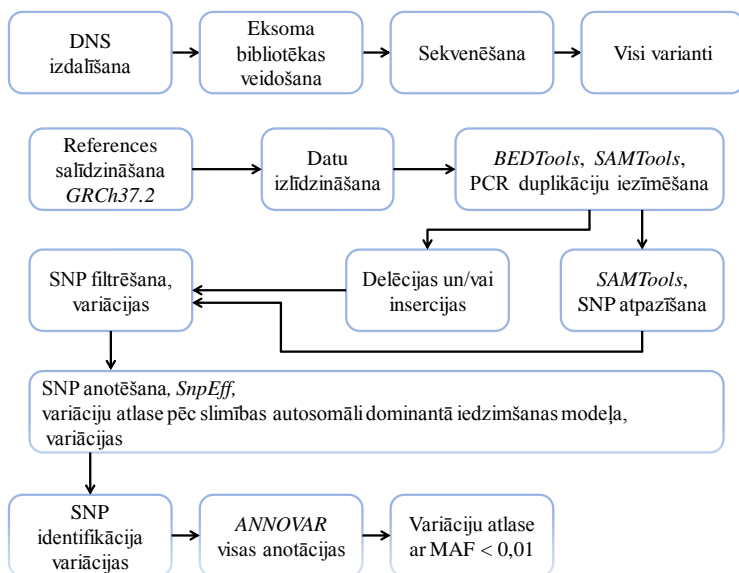 DNS
izdalīšana
Eksoma
bibliotēkas
veidošana
Sekvenēšana
Visi varianti
References
salīdzināšana
GRCh37.2
Datu
izlīdzināšana
BEDTools, SAMTools,
PCR duplikāciju iezīmēšana
SNP filtrēšana,
variācijas
Delēcijas un/vai
insercijas
SAMTools,
SNP atpazīšana
SNP anotēšana, SnpEff,
variāciju atlase pēc slimības autosomāli dominantā iedzimšanas modeļa,
variācijas
SNP
identifikācija
variācijas
ANNOVAR
visas anotācijas
Variāciju atlase
ar MAF < 0,01